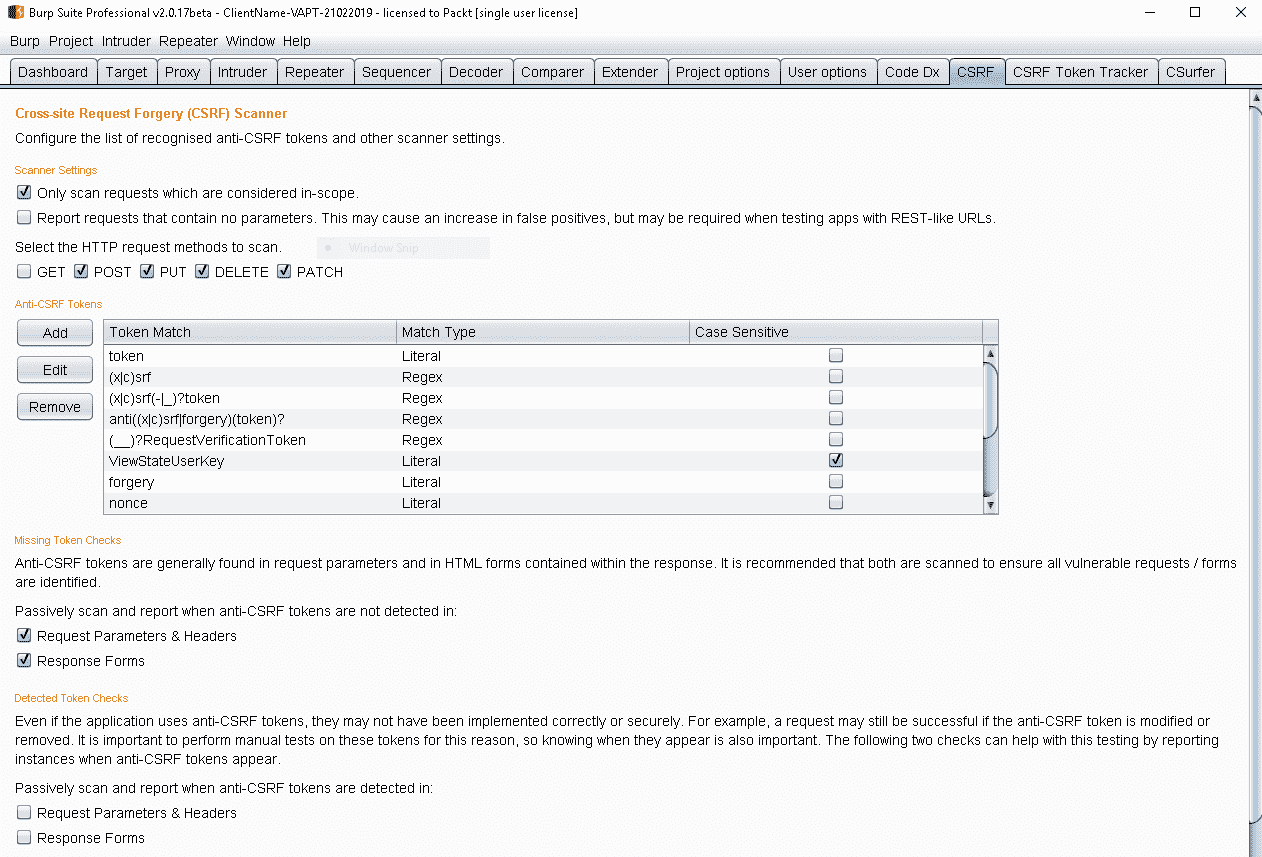 Burp Suite Professional v2.0.17beta - ClientName-VAPT-21022019 - licensed to Packt [single user license]
Burp Project Intruder Repeater Window Help
Dashboard Target Proxy Intruder Repeater Sequencer Decoder Comparer Extender Project options User options Code Dx CSRF CSRF Token Tracker CSurfer
Cross-site Request Forgery (CSRF) Scanner
Configure the list of recognised anti-CSRF tokens and other scanner settings.
Scanner Settings
Only scan requests which are considered in-scope.
Report requests that contain no parameters. This may cause an increase in false positives, but may be required when testing apps with REST-like URLs.
Select the HTTP request methods to scan. Window Snip
GET POST PUT DELETE PATCH
Anti-CSRF Tokens
Add Token Match Match Type Case Sensitive
token Literal
Edit (x|c)srf Regex
(x|c)srf(-|_)?token Regex
Remove anti((x|c)srf|forgery)(token)? Regex
(__)?RequestVerificationToken Regex
ViewStateUserKey Literal
forgery Literal
nonce Literal
Missing Token Checks
Anti-CSRF tokens are generally found in request parameters and in HTML forms contained within the response. It is recommended that both are scanned to ensure all vulnerable requests / forms
are identified.
Passively scan and report when anti-CSRF tokens are not detected in:
Request Parameters & Headers
Response Forms
Detected Token Checks
Even if the application uses anti-CSRF tokens, they may not have been implemented correctly or securely. For example, a request may still be successful if the anti-CSRF token is modified or
removed. It is important to perform manual tests on these tokens for this reason, so knowing when they appear is also important. The following two checks can help with this testing by reporting
instances when anti-CSRF tokens appear.
Passively scan and report when anti-CSRF tokens are detected in:
Request Parameters & Headers
Response Forms